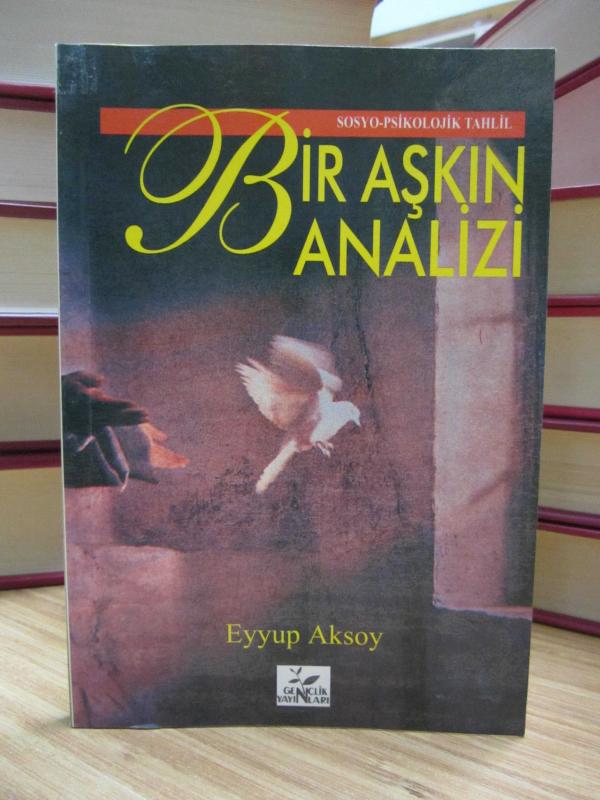 SOSYO-PSİKOLOJİK TAHLİL
BİR AŞKIN
ANALİZİ
Eyyup Aksoy
GENÇLİK
YAYINLARI